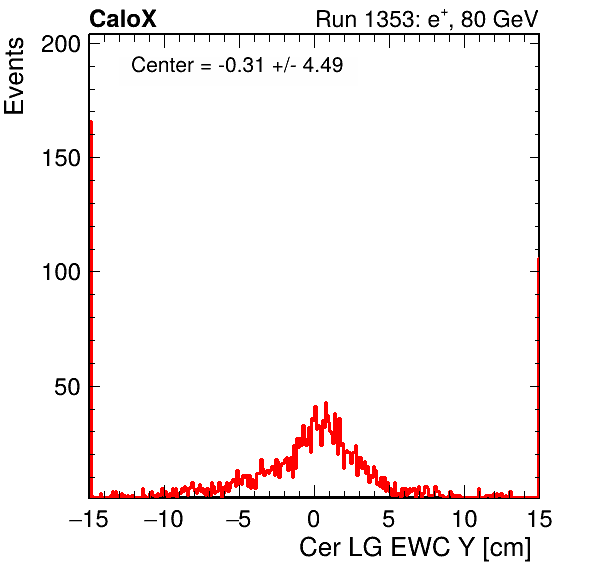 CaloX Run 1353: e⁺, 80 GeV
Center = -0.31 +/- 4.49
Events
200
150
100
50
−15 −10 −5 0 5 10 15
Cer LG EWC Y [cm]